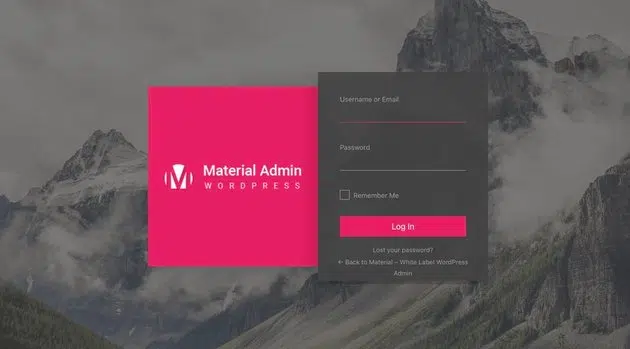 Material Admin
WORDPRESS
Username or Email
Password
Remember Me
Log In
Lost your password?
← Back to Material – White Label WordPress
Admin